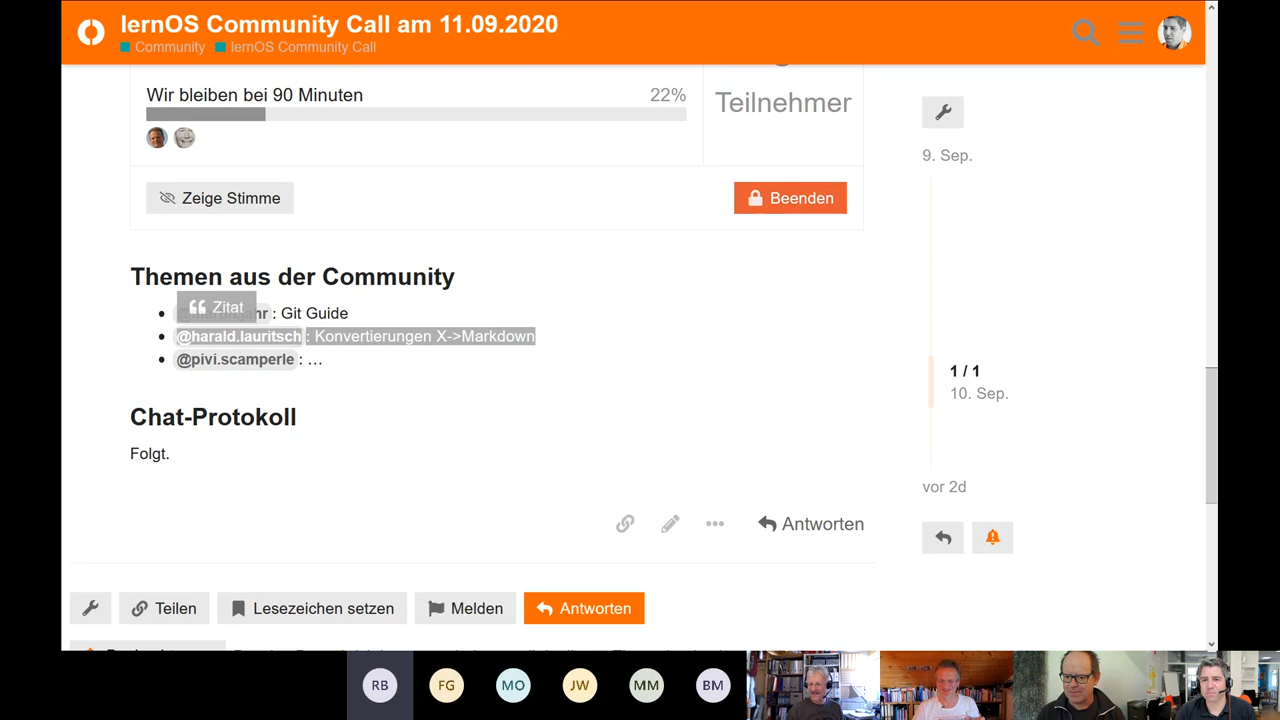 lernOS Community Call am 11.09.2020
Community lernOS Community Call
Wir bleiben bei 90 Minuten 22%
Teilnehmer
Zeige Stimme
Beenden
9. Sep.
Themen aus der Community
Zitat
: Git Guide
@harald.lauritsch : Konvertierungen X->Markdown
@pivi.scamperle : …
1 / 1
10. Sep.
Chat-Protokoll
Folgt.
vor 2d
Antworten
Teilen Lesezeichen setzen Melden Antworten
RB FG MO JW MM BM